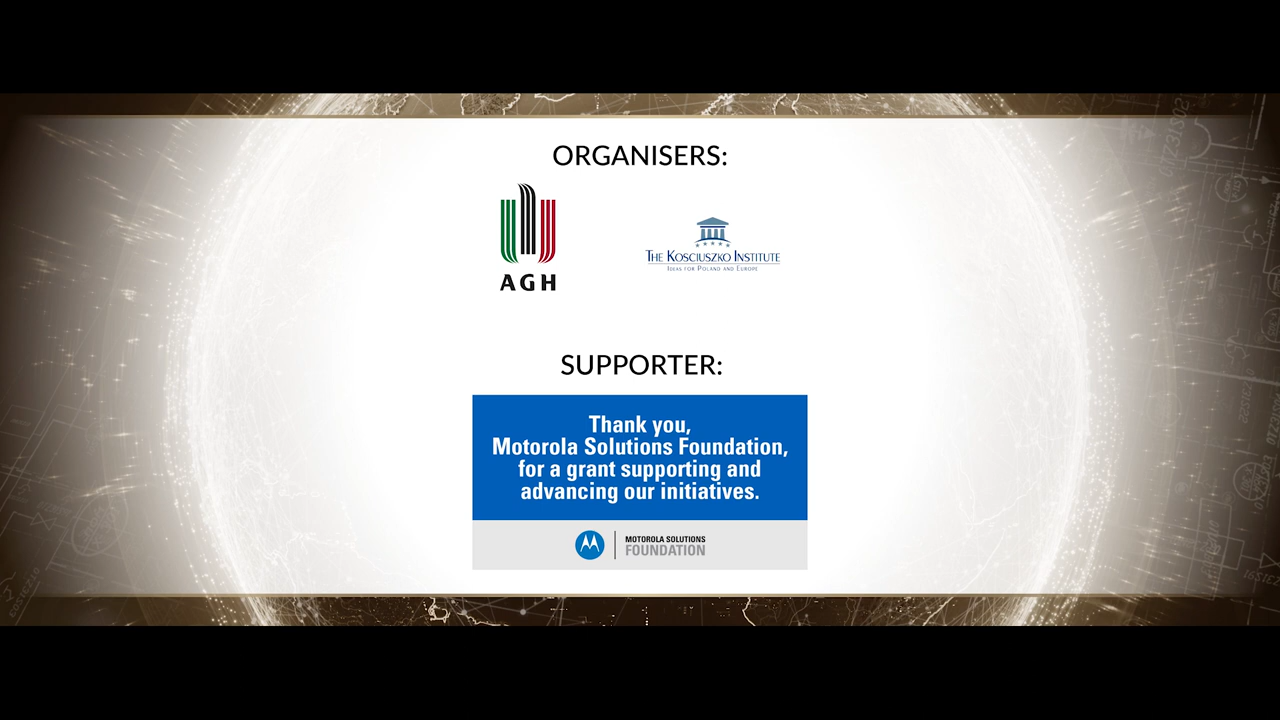 ORGANISERS:
AGH
THE KOSCIUSZKO INSTITUTE
IDEAS FOR POLAND AND EUROPE
SUPPORTER:
Thank you,
Motorola Solutions Foundation,
for a grant supporting and
advancing our initiatives.
MOTOROLA SOLUTIONS
FOUNDATION